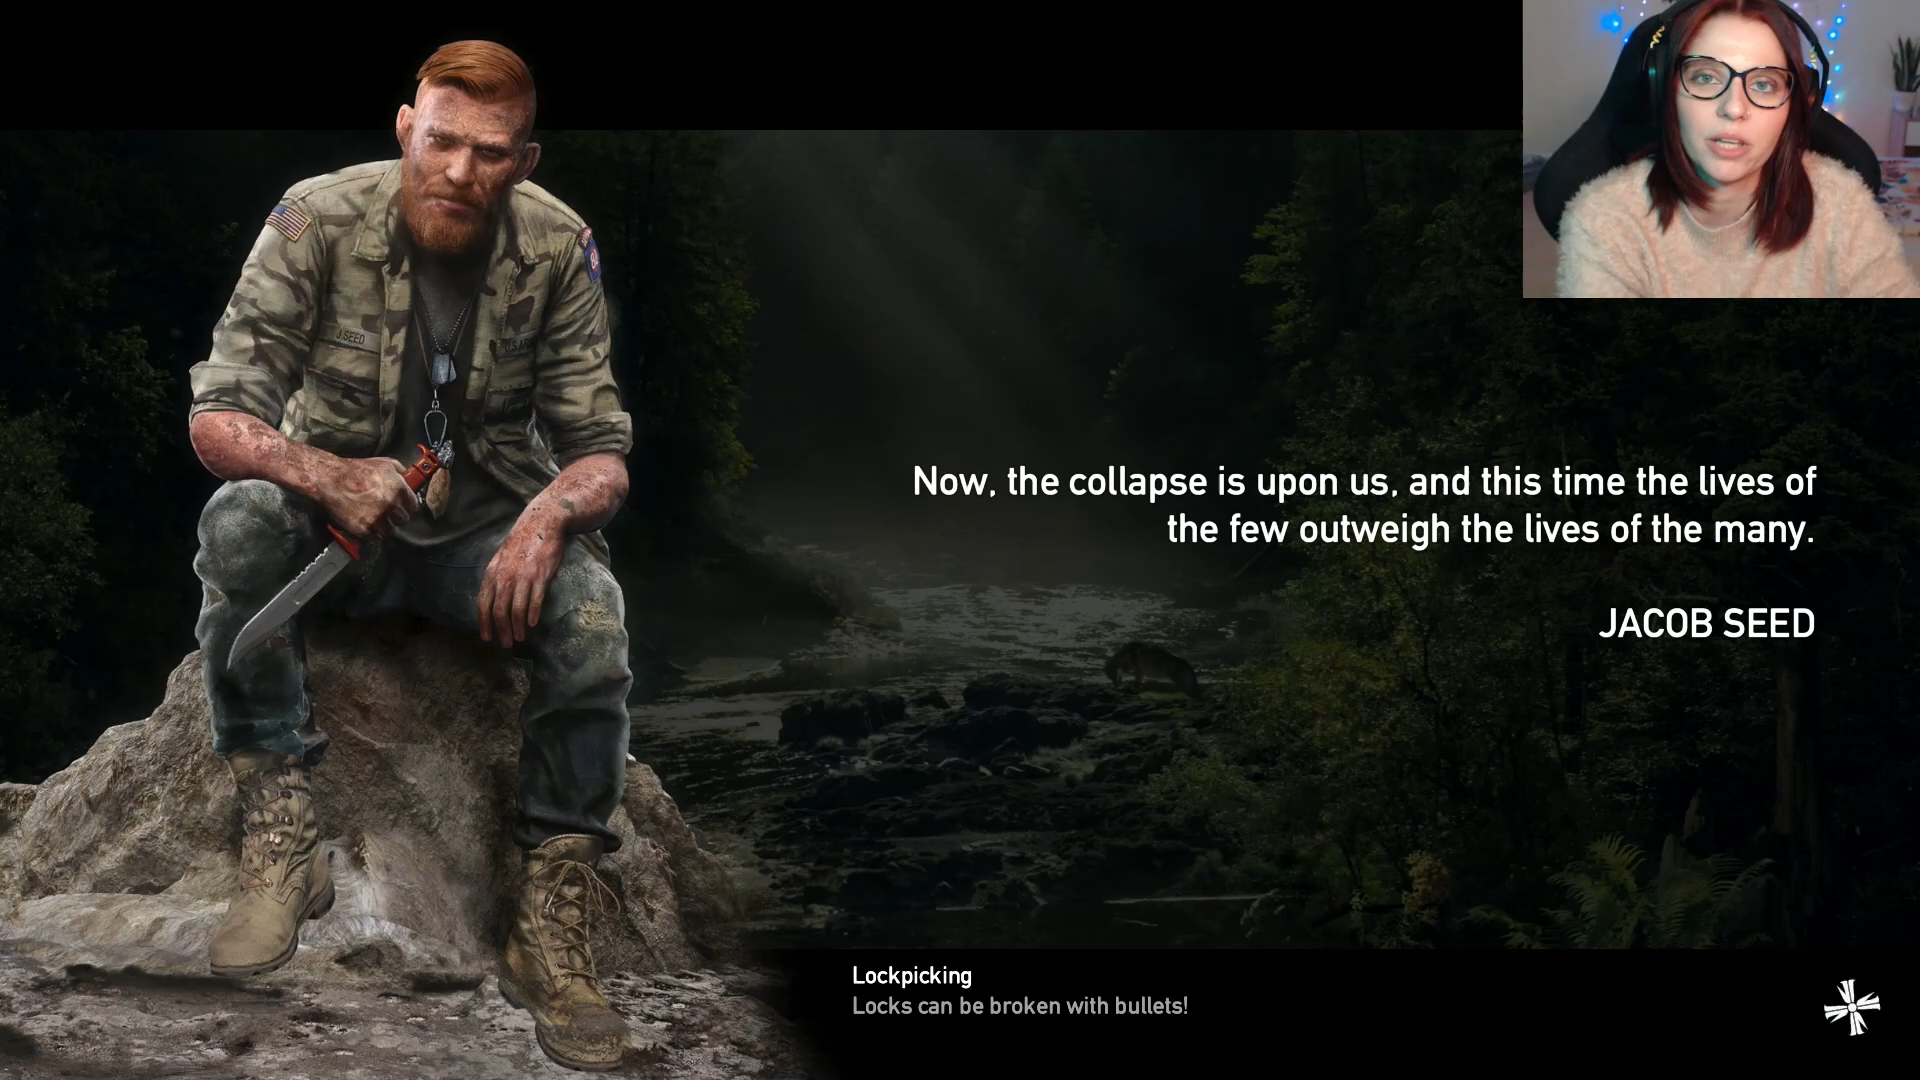 J.SEED
Now, the collapse is upon us, and this time the lives of
the few outweigh the lives of the many.
JACOB SEED
Lockpicking
Locks can be broken with bullets!